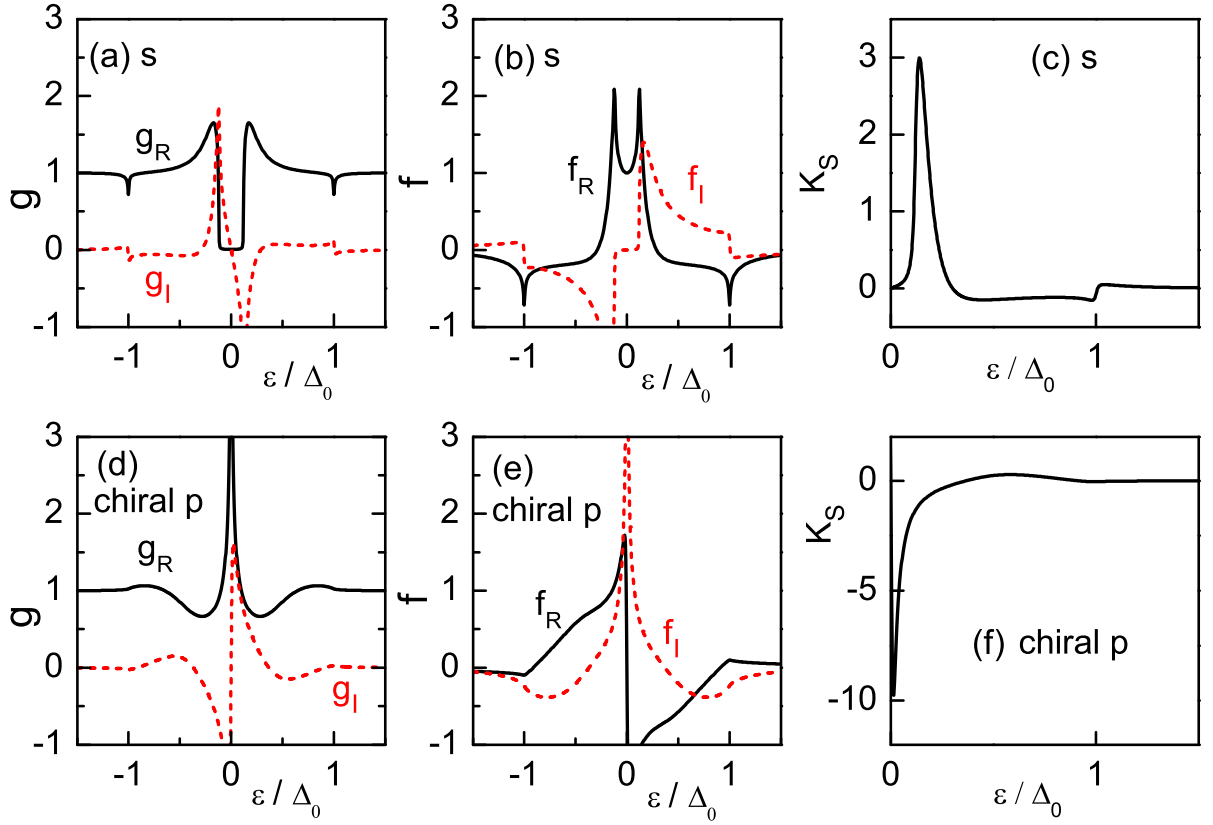 3
2
1
0
-1
g
(a) s
g_R
g_I
-1
0
1
ε / Δ_0
3
2
1
0
-1
f
(b) s
f_R
f_I
-1
0
1
ε / Δ_0
3
2
1
0
K_S
(c) s
0
1
ε / Δ_0
3
2
1
0
-1
g
(d)
chiral p
g_R
g_I
-1
0
1
ε / Δ_0
3
2
1
0
-1
f
(e)
chiral p
f_R
f_I
-1
0
1
ε / Δ_0
0
-5
-10
K_S
(f) chiral p
0
1
ε / Δ_0